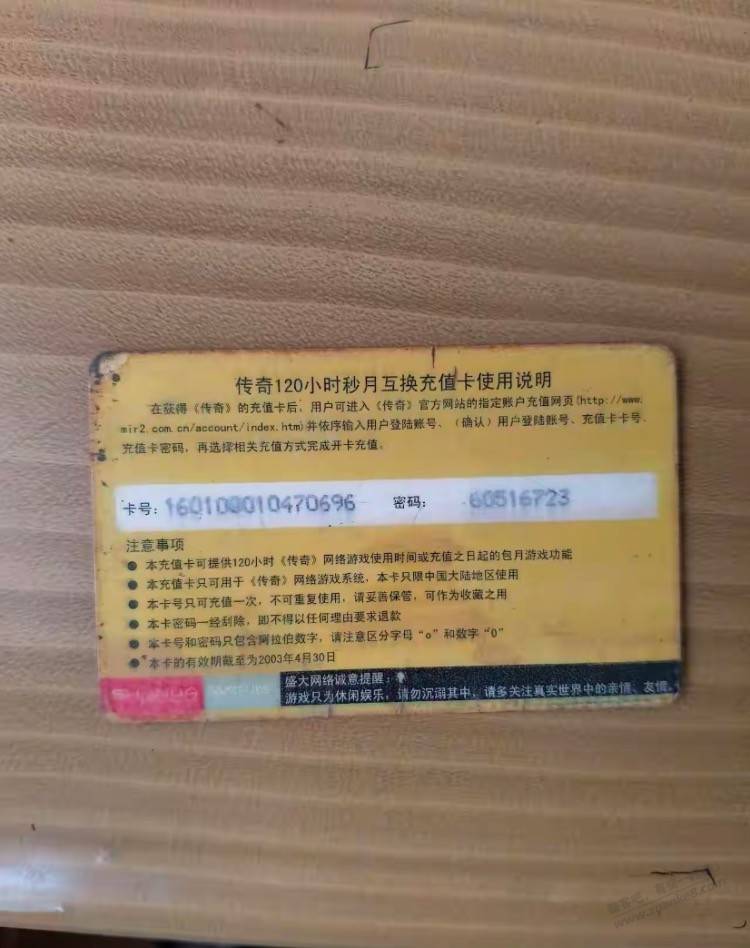 传奇120小时秒月互换充值卡使用说明
在获得《传奇》的充值卡后，用户可进入《传奇》官方网站的指定账户充值网页(http://www.
mir2.com.cn/account/index.htm)并依序输入用户登陆账号、（确认）用户登陆账号、充值卡卡号、
充值卡密码，再选择相关充值方式完成开卡充值。
卡号：160100010470696 密码：60516723
注意事项
● 本充值卡可提供120小时《传奇》网络游戏使用时间或充值之日起的包月游戏功能
● 本充值卡只可用于《传奇》网络游戏系统，本卡只限中国大陆地区使用
● 本卡号只可充值一次，不可重复使用，请妥善保管，可作为收藏之用
● 本卡密码一经刮除，即不得以任何理由要求退款
● 本卡号和密码只包含阿拉伯数字，请注意区分字母“o”和数字“0”
● 本卡的有效期截至为2003年4月30日
盛大网络诚意提醒：
游戏只为休闲娱乐，请勿沉溺其中，请多关注真实世界中的亲情、友情。